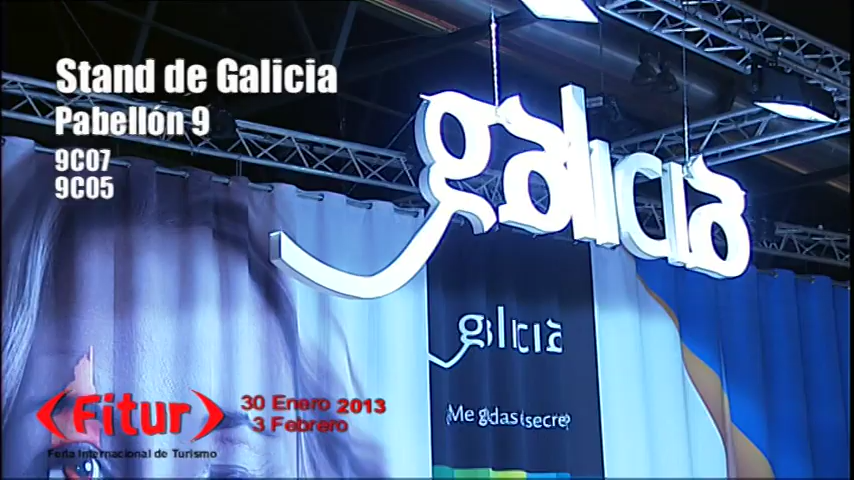 Stand de Galicia
Pabellón 9
9C07
9C05
galicia
galicia
Fitur
30 Enero 2013
3 Febrero
Feria Internacional de Turismo